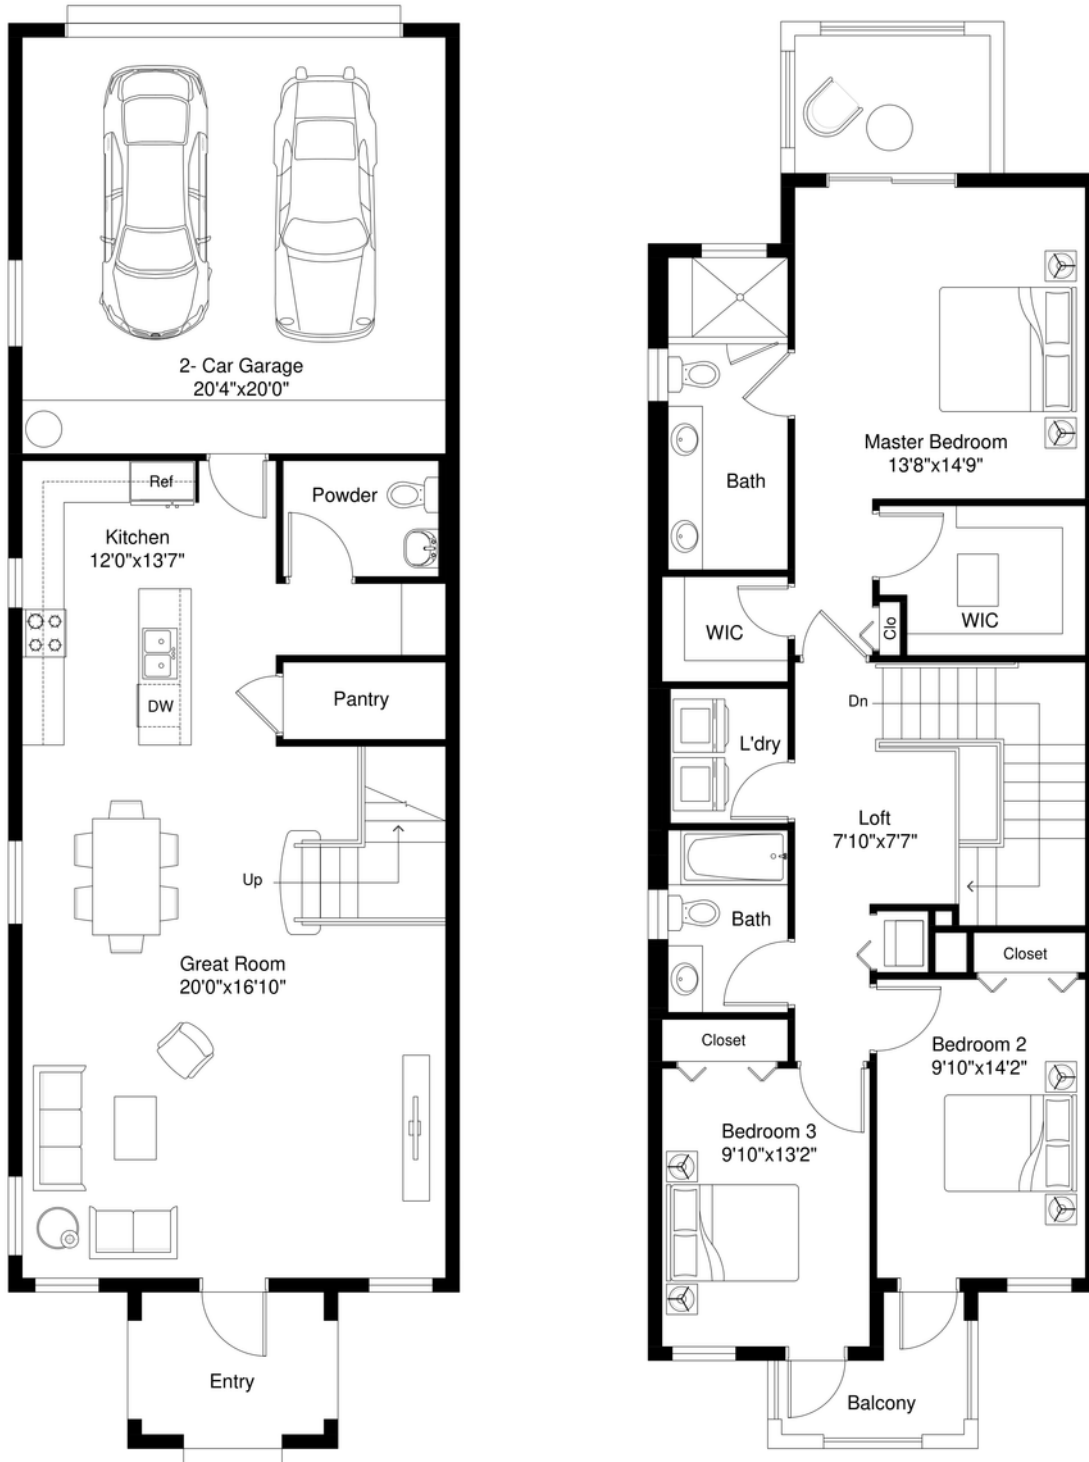 2- Car Garage
20'4"x20'0"
Ref
Powder
Kitchen
12'0"x13'7"
DW
Pantry
Up
Great Room
20'0"x16'10"
Entry
Master Bedroom
13'8"x14'9"
Bath
WIC
Clo
WIC
Dn
L'dry
Loft
7'10"x7'7"
Bath
Closet
Closet
Bedroom 2
9'10"x14'2"
Bedroom 3
9'10"x13'2"
Balcony